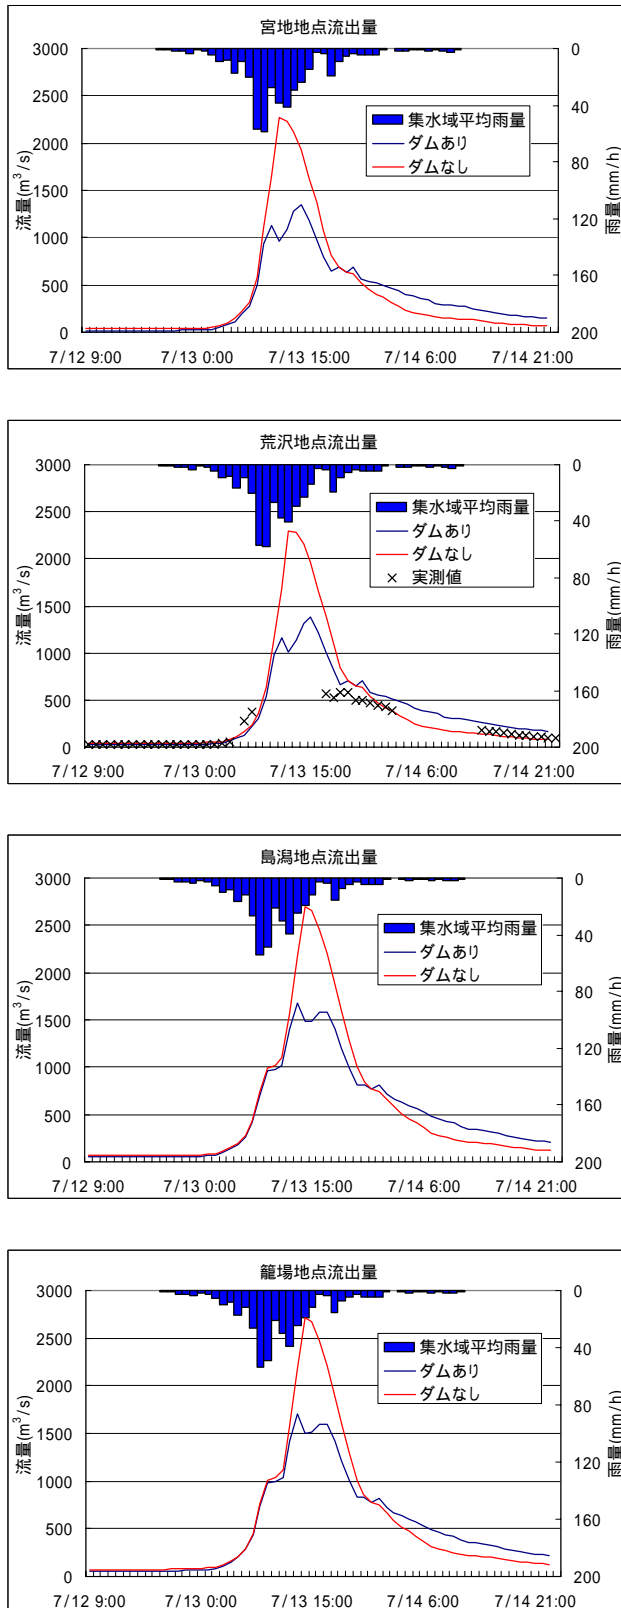 宮地地点流出量
3000
2500
2000
1500
1000
500
0
流量(m³/s)
0
40
80
120
160
200
雨量(mm/h)
集水域平均雨量
ダムあり
ダムなし
7/12 9:00
7/13 0:00
7/13 15:00
7/14 6:00
7/14 21:00
荒沢地点流出量
3000
2500
2000
1500
1000
500
0
流量(m³/s)
0
40
80
120
160
200
雨量(mm/h)
集水域平均雨量
ダムあり
ダムなし
実測値
7/12 9:00
7/13 0:00
7/13 15:00
7/14 6:00
7/14 21:00
島潟地点流出量
3000
2500
2000
1500
1000
500
0
流量(m³/s)
0
40
80
120
160
200
雨量(mm/h)
集水域平均雨量
ダムあり
ダムなし
7/12 9:00
7/13 0:00
7/13 15:00
7/14 6:00
7/14 21:00
籠場地点流出量
3000
2500
2000
1500
1000
500
0
流量(m³/s)
0
40
80
120
160
200
雨量(mm/h)
集水域平均雨量
ダムあり
ダムなし
7/12 9:00
7/13 0:00
7/13 15:00
7/14 6:00
7/14 21:00